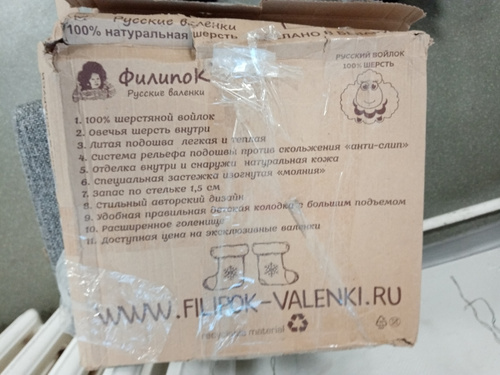 Русские валенки
100% натуральная шерсть
ФилипоК
Русские валенки
РУССКИЙ ВОЙЛОК
100% ШЕРСТЬ
1. 100% шерстяной войлок
2. Овечья шерсть внутри
3. Литая подошва легкая и теплая
4. Система рельефа подошвы против скольжения «анти-слип»
5. Отделка внутри и снаружи натуральная кожа
6. Специальная застежка изогнутая «молния»
7. Запас по стельке 1,5 см
8. Стильный авторский дизайн
9. Удобная правильная детская колодка с большим подъемом
10. Расширенное голенище
11. Доступная цена на эксклюзивные валенки
WWW.FILIPOK-VALENKI.RU
recycling material